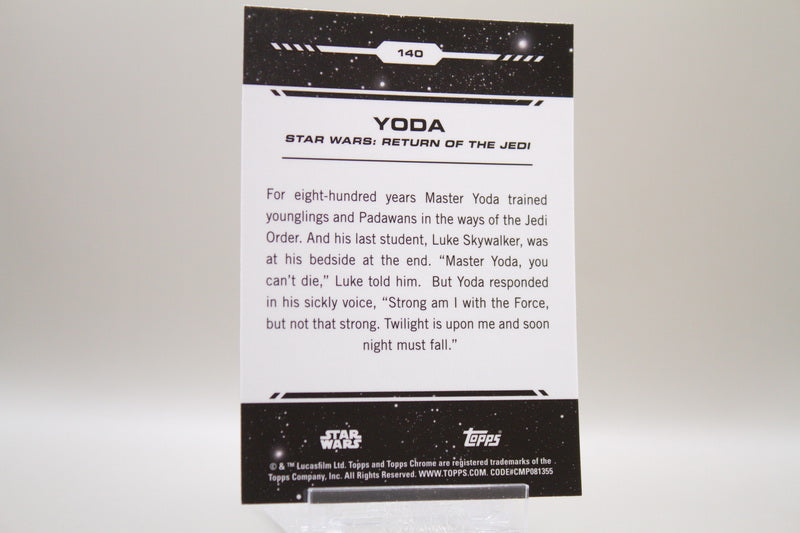 140
YODA
STAR WARS: RETURN OF THE JEDI
For eight-hundred years Master Yoda trained
younglings and Padawans in the ways of the Jedi
Order. And his last student, Luke Skywalker, was
at his bedside at the end. “Master Yoda, you
can’t die,” Luke told him.  But Yoda responded
in his sickly voice, “Strong am I with the Force,
but not that strong. Twilight is upon me and soon
night must fall.”
STAR WARS
Topps
© & ™ Lucasfilm Ltd. Topps and Topps Chrome are registered trademarks of the
Topps Company, Inc. All Rights Reserved. WWW.TOPPS.COM. CODE#CMP081355